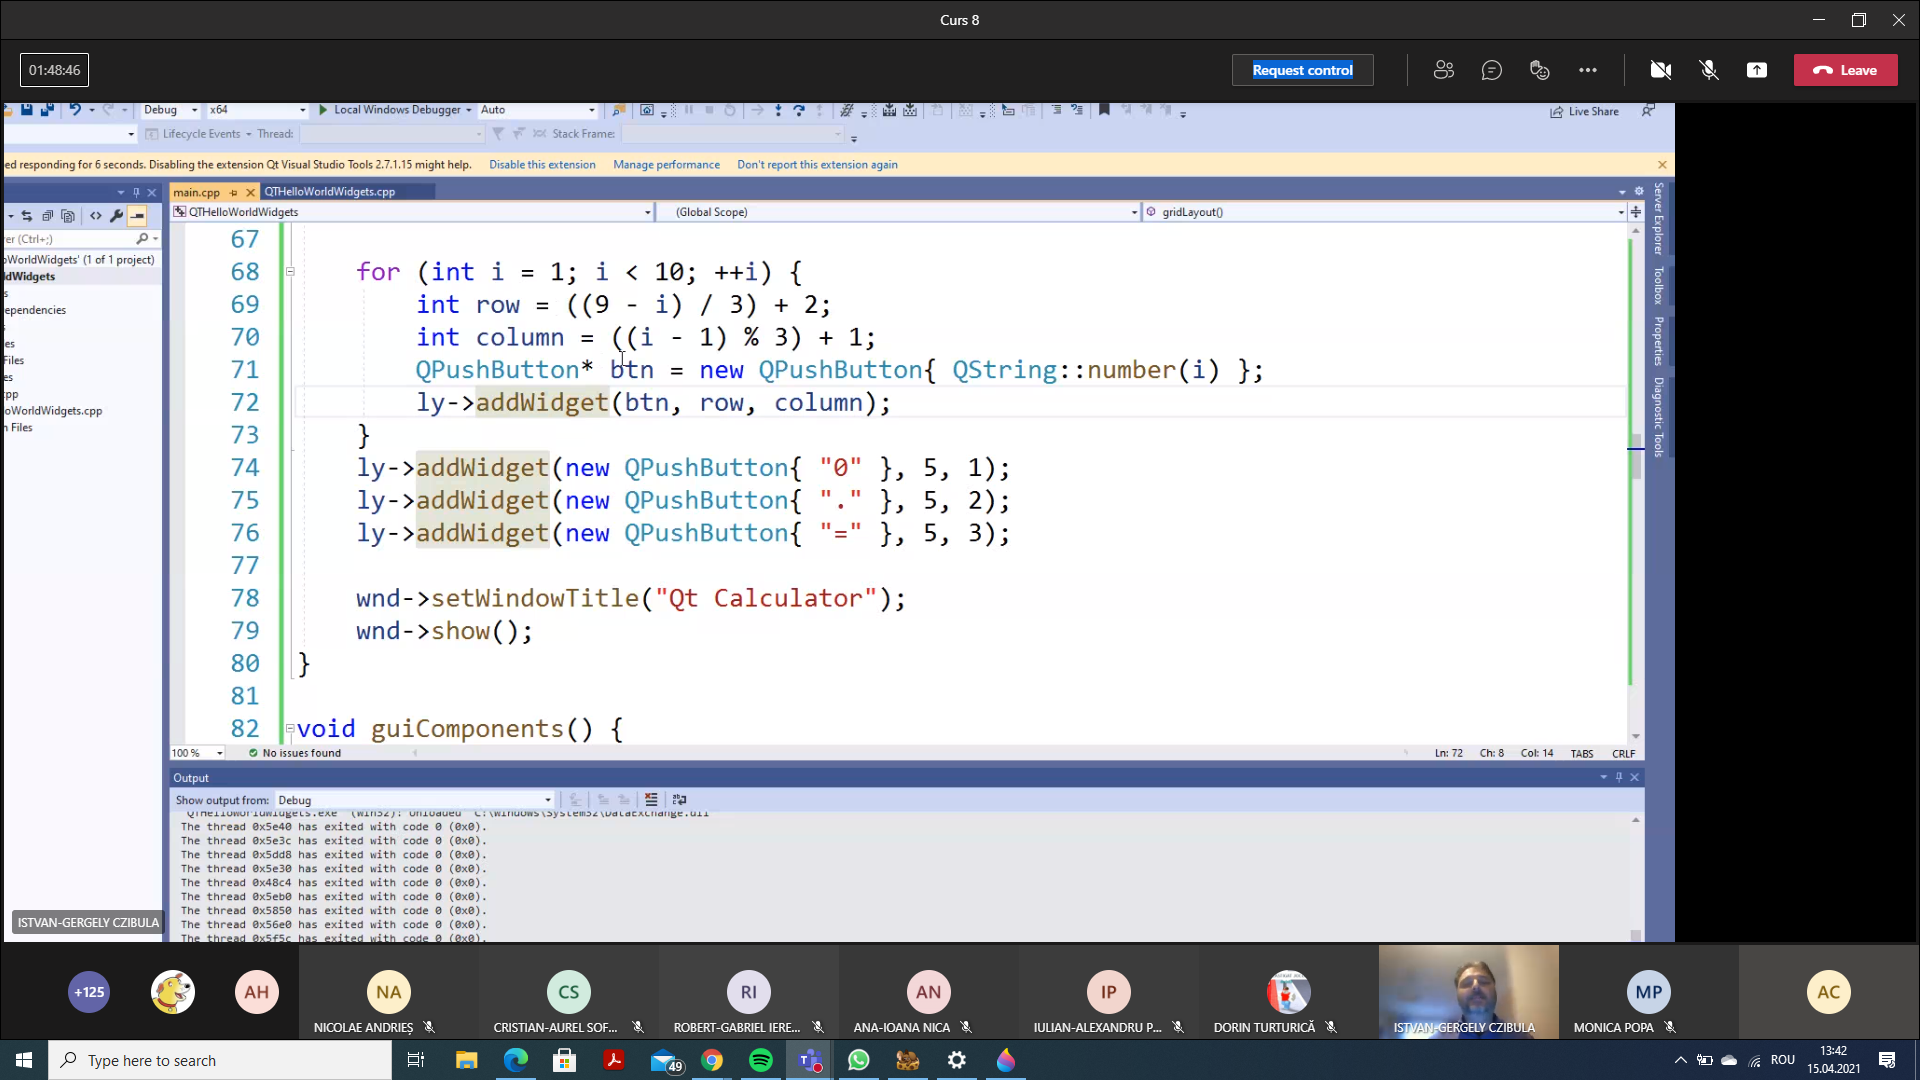 Curs 8
01:48:46
Request control
Leave
Debug
x64
Local Windows Debugger
Auto
Live Share
Lifecycle Events
Thread:
Stack Frame:
ed responding for 6 seconds. Disabling the extension Qt Visual Studio Tools 2.7.1.15 might help.
Disable this extension
Manage performance
Don't report this extension again
main.cpp
QTHelloWorldWidgets.cpp
QTHelloWorldWidgets
(Global Scope)
gridLayout()
er (Ctrl+;)
oWorldWidgets' (1 of 1 project)
ldWidgets
s
ependencies
s
es
Files
es
cpp
loWorldWidgets.cpp
n Files
67
68 for (int i = 1; i < 10; ++i) {
69 int row = ((9 - i) / 3) + 2;
70 int column = ((i - 1) % 3) + 1;
71 QPushButton* btn = new QPushButton{ QString::number(i) };
72 ly->addWidget(btn, row, column);
73 }
74 ly->addWidget(new QPushButton{ "0" }, 5, 1);
75 ly->addWidget(new QPushButton{ "." }, 5, 2);
76 ly->addWidget(new QPushButton{ "=" }, 5, 3);
77
78 wnd->setWindowTitle("Qt Calculator");
79 wnd->show();
80 }
81
82 void guiComponents() {
Server Explorer
Toolbox
Properties
Diagnostic Tools
100 %
No issues found
Ln: 72
Ch: 8
Col: 14
TABS
CRLF
Output
Show output from:
Debug
'QTHelloWorldWidgets.exe' (Win32): Unloaded 'C:\Windows\System32\DataExchange.dll'
The thread 0x5e40 has exited with code 0 (0x0).
The thread 0x5e3c has exited with code 0 (0x0).
The thread 0x5dd8 has exited with code 0 (0x0).
The thread 0x5e30 has exited with code 0 (0x0).
The thread 0x48c4 has exited with code 0 (0x0).
The thread 0x5eb0 has exited with code 0 (0x0).
The thread 0x5850 has exited with code 0 (0x0).
The thread 0x56e0 has exited with code 0 (0x0).
The thread 0x5f5c has exited with code 0 (0x0).
ISTVAN-GERGELY CZIBULA
+125
AH
NA
NICOLAE ANDRIEȘ
CS
CRISTIAN-AUREL SOF...
RI
ROBERT-GABRIEL IERE...
AN
ANA-IOANA NICA
IP
IULIAN-ALEXANDRU P...
DORIN TURTURICĂ
ISTVAN-GERGELY CZIBULA
MP
MONICA POPA
AC
Type here to search
49
ROU
13:42
15.04.2021